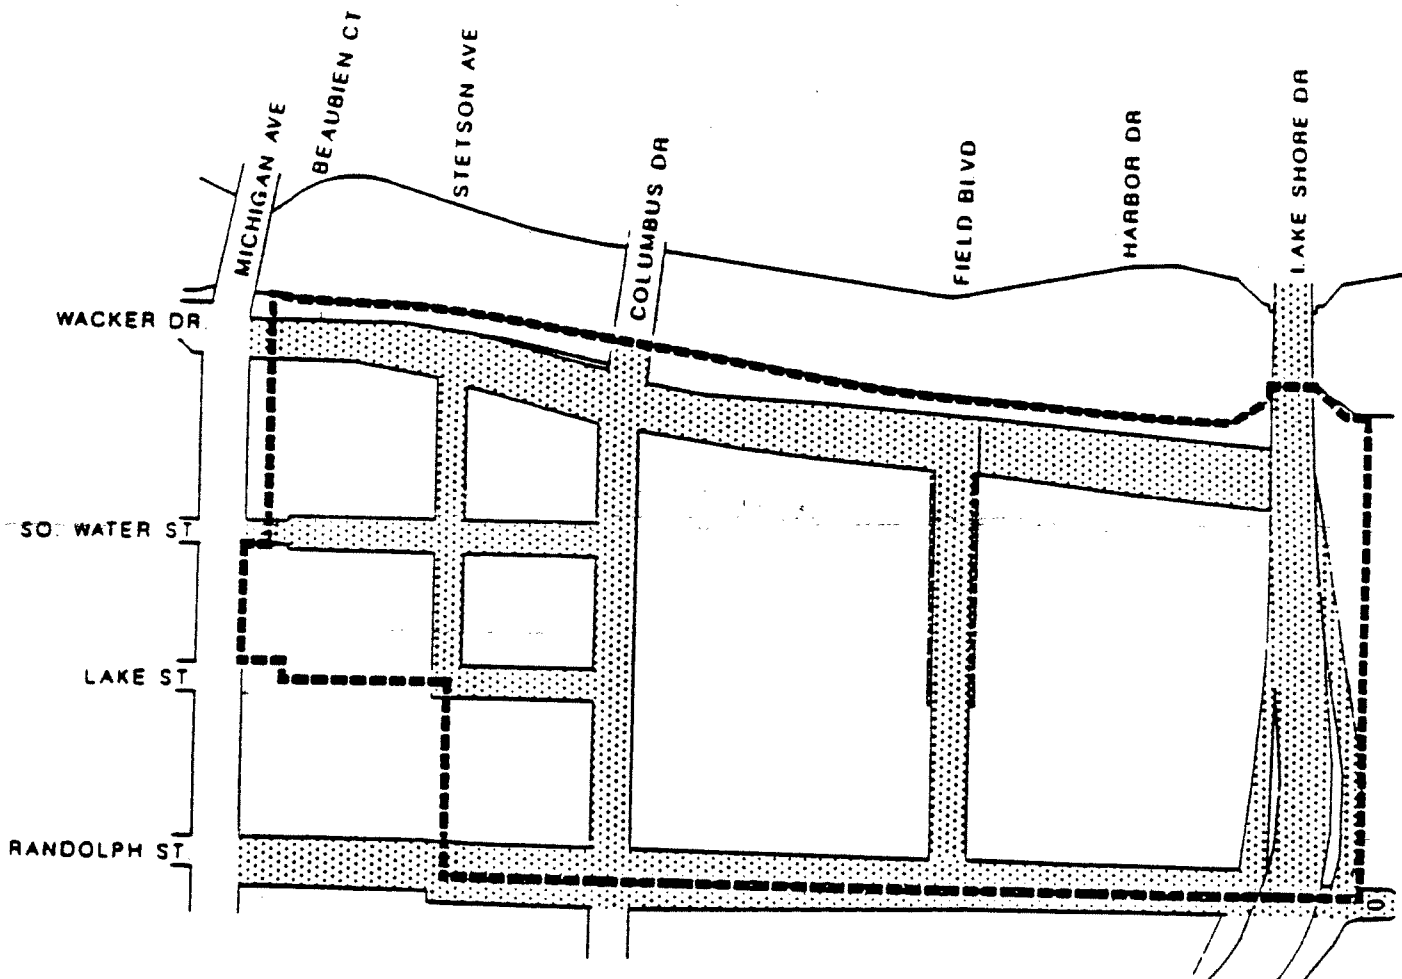 MICHIGAN AVE
BEAUBIEN CT
STETSON AVE
COLUMBUS DR
FIELD BLVD
HARBOR DR
LAKE SHORE DR
WACKER DR
SO. WATER ST
LAKE ST
RANDOLPH ST